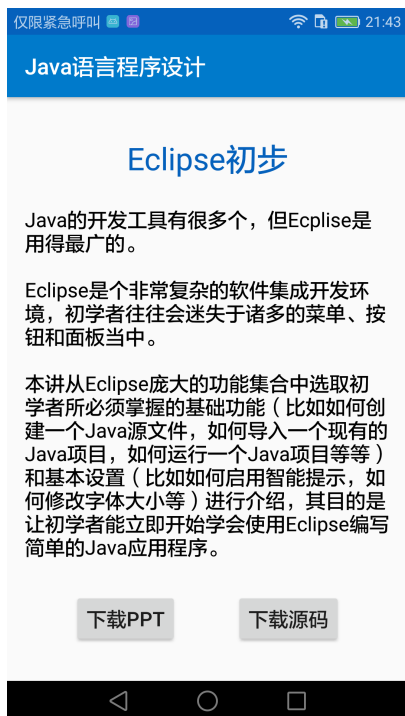 仅限紧急呼叫 21:43
Java语言程序设计
Eclipse初步
Java的开发工具有很多个，但Ecplise是
用得最广的。
Eclipse是个非常复杂的软件集成开发环
境，初学者往往会迷失于诸多的菜单、按
钮和面板当中。
本讲从Eclipse庞大的功能集合中选取初
学者所必须掌握的基础功能（比如如何创
建一个Java源文件，如何导入一个现有的
Java项目，如何运行一个Java项目等等）
和基本设置（比如如何启用智能提示，如
何修改字体大小等）进行介绍，其目的是
让初学者能立即开始学会使用Eclipse编写
简单的Java应用程序。
下载PPT 下载源码